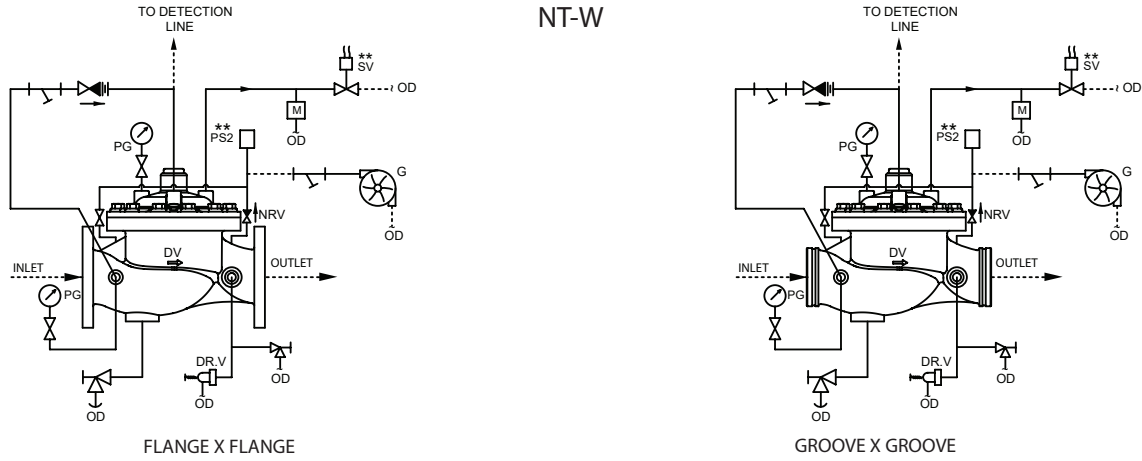 NT-W
TO DETECTION
LINE
**
SV
OD
M
OD
**
PS2
PG
G
NRV
OD
DV
INLET
OUTLET
PG
DR.V
OD
OD
OD
FLANGE X FLANGE
TO DETECTION
LINE
**
SV
OD
M
OD
**
PS2
PG
G
NRV
OD
DV
INLET
OUTLET
PG
DR.V
OD
OD
OD
GROOVE X GROOVE